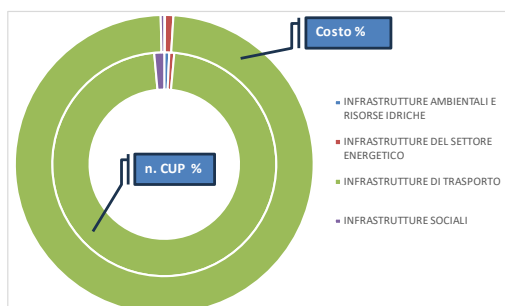 Costo %
n. CUP %
INFRASTRUTTURE AMBIENTALI E
RISORSE IDRICHE
INFRASTRUTTURE DEL SETTORE
ENERGETICO
INFRASTRUTTURE DI TRASPORTO
INFRASTRUTTURE SOCIALI